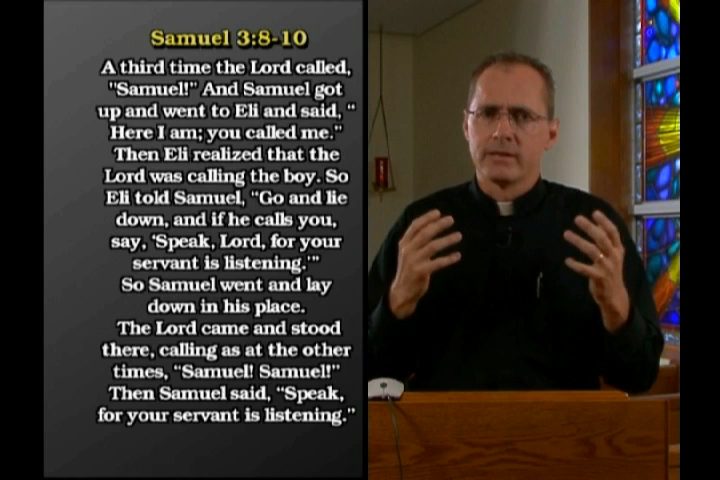 Samuel 3:8-10
A third time the Lord called,
"Samuel!" And Samuel got
up and went to Eli and said, "
Here I am; you called me."
Then Eli realized that the
Lord was calling the boy. So
Eli told Samuel, "Go and lie
down, and if he calls you,
say, 'Speak, Lord, for your
servant is listening.'"
So Samuel went and lay
down in his place.
The Lord came and stood
there, calling as at the other
times, "Samuel! Samuel!"
Then Samuel said, "Speak,
for your servant is listening."